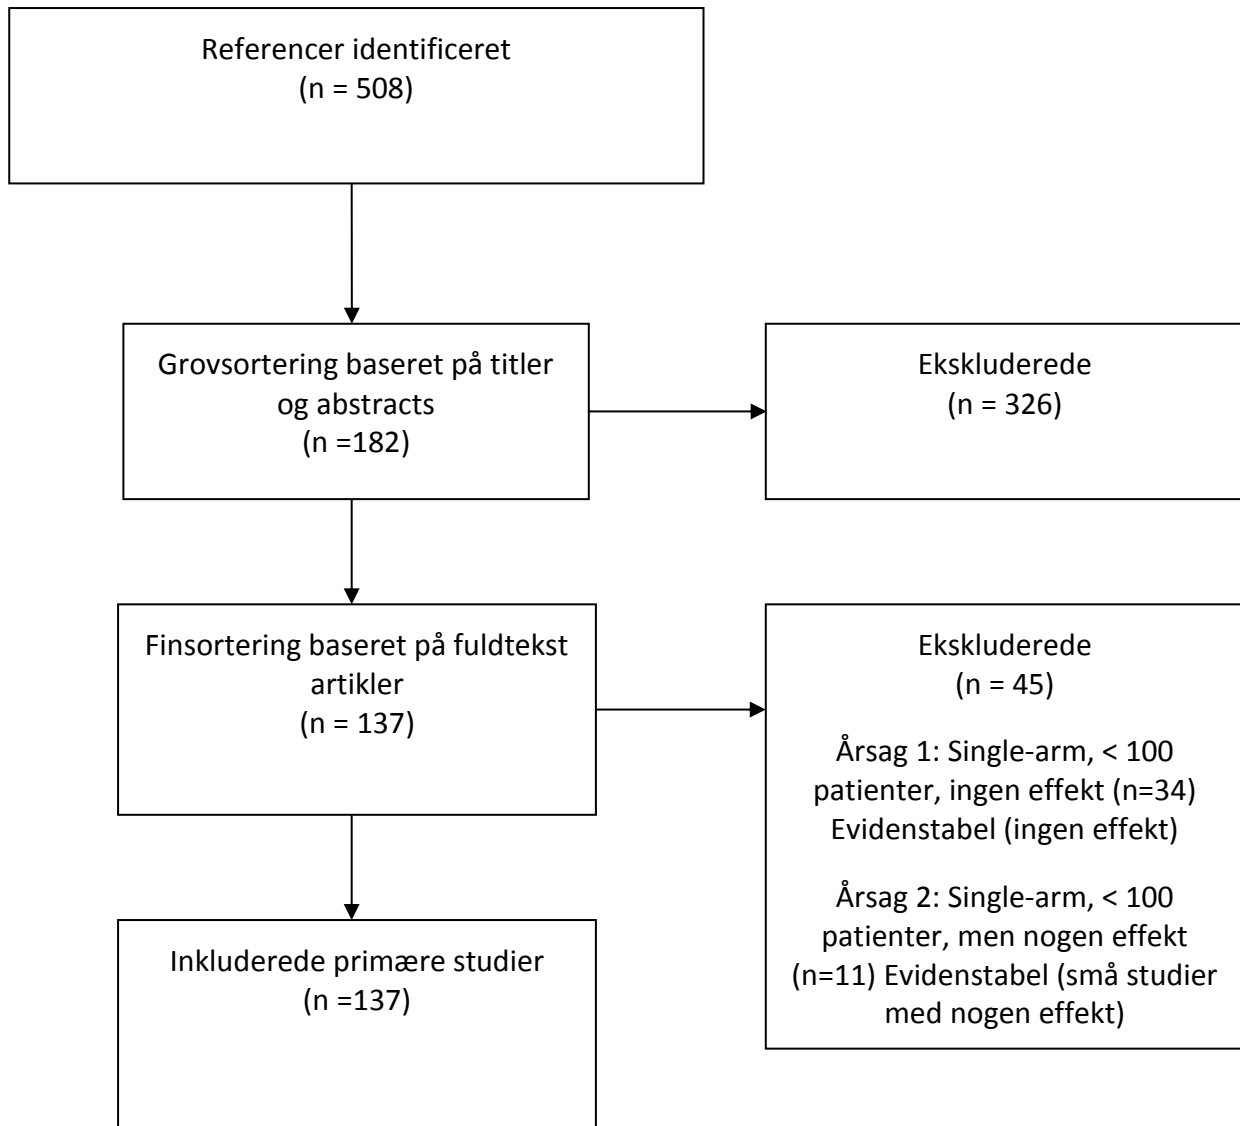 Referencer identificeret
(n = 508)
Grovsortering baseret på titler
og abstracts
(n =182)
Ekskluderede
(n = 326)
Finsortering baseret på fuldtekst
artikler
(n = 137)
Ekskluderede
(n = 45)
Årsag 1: Single-arm, < 100
patienter, ingen effekt (n=34)
Evidenstabel (ingen effekt)
Årsag 2: Single-arm, < 100
patienter, men nogen effekt
(n=11) Evidenstabel (små studier
med nogen effekt)
Inkluderede primære studier
(n =137)